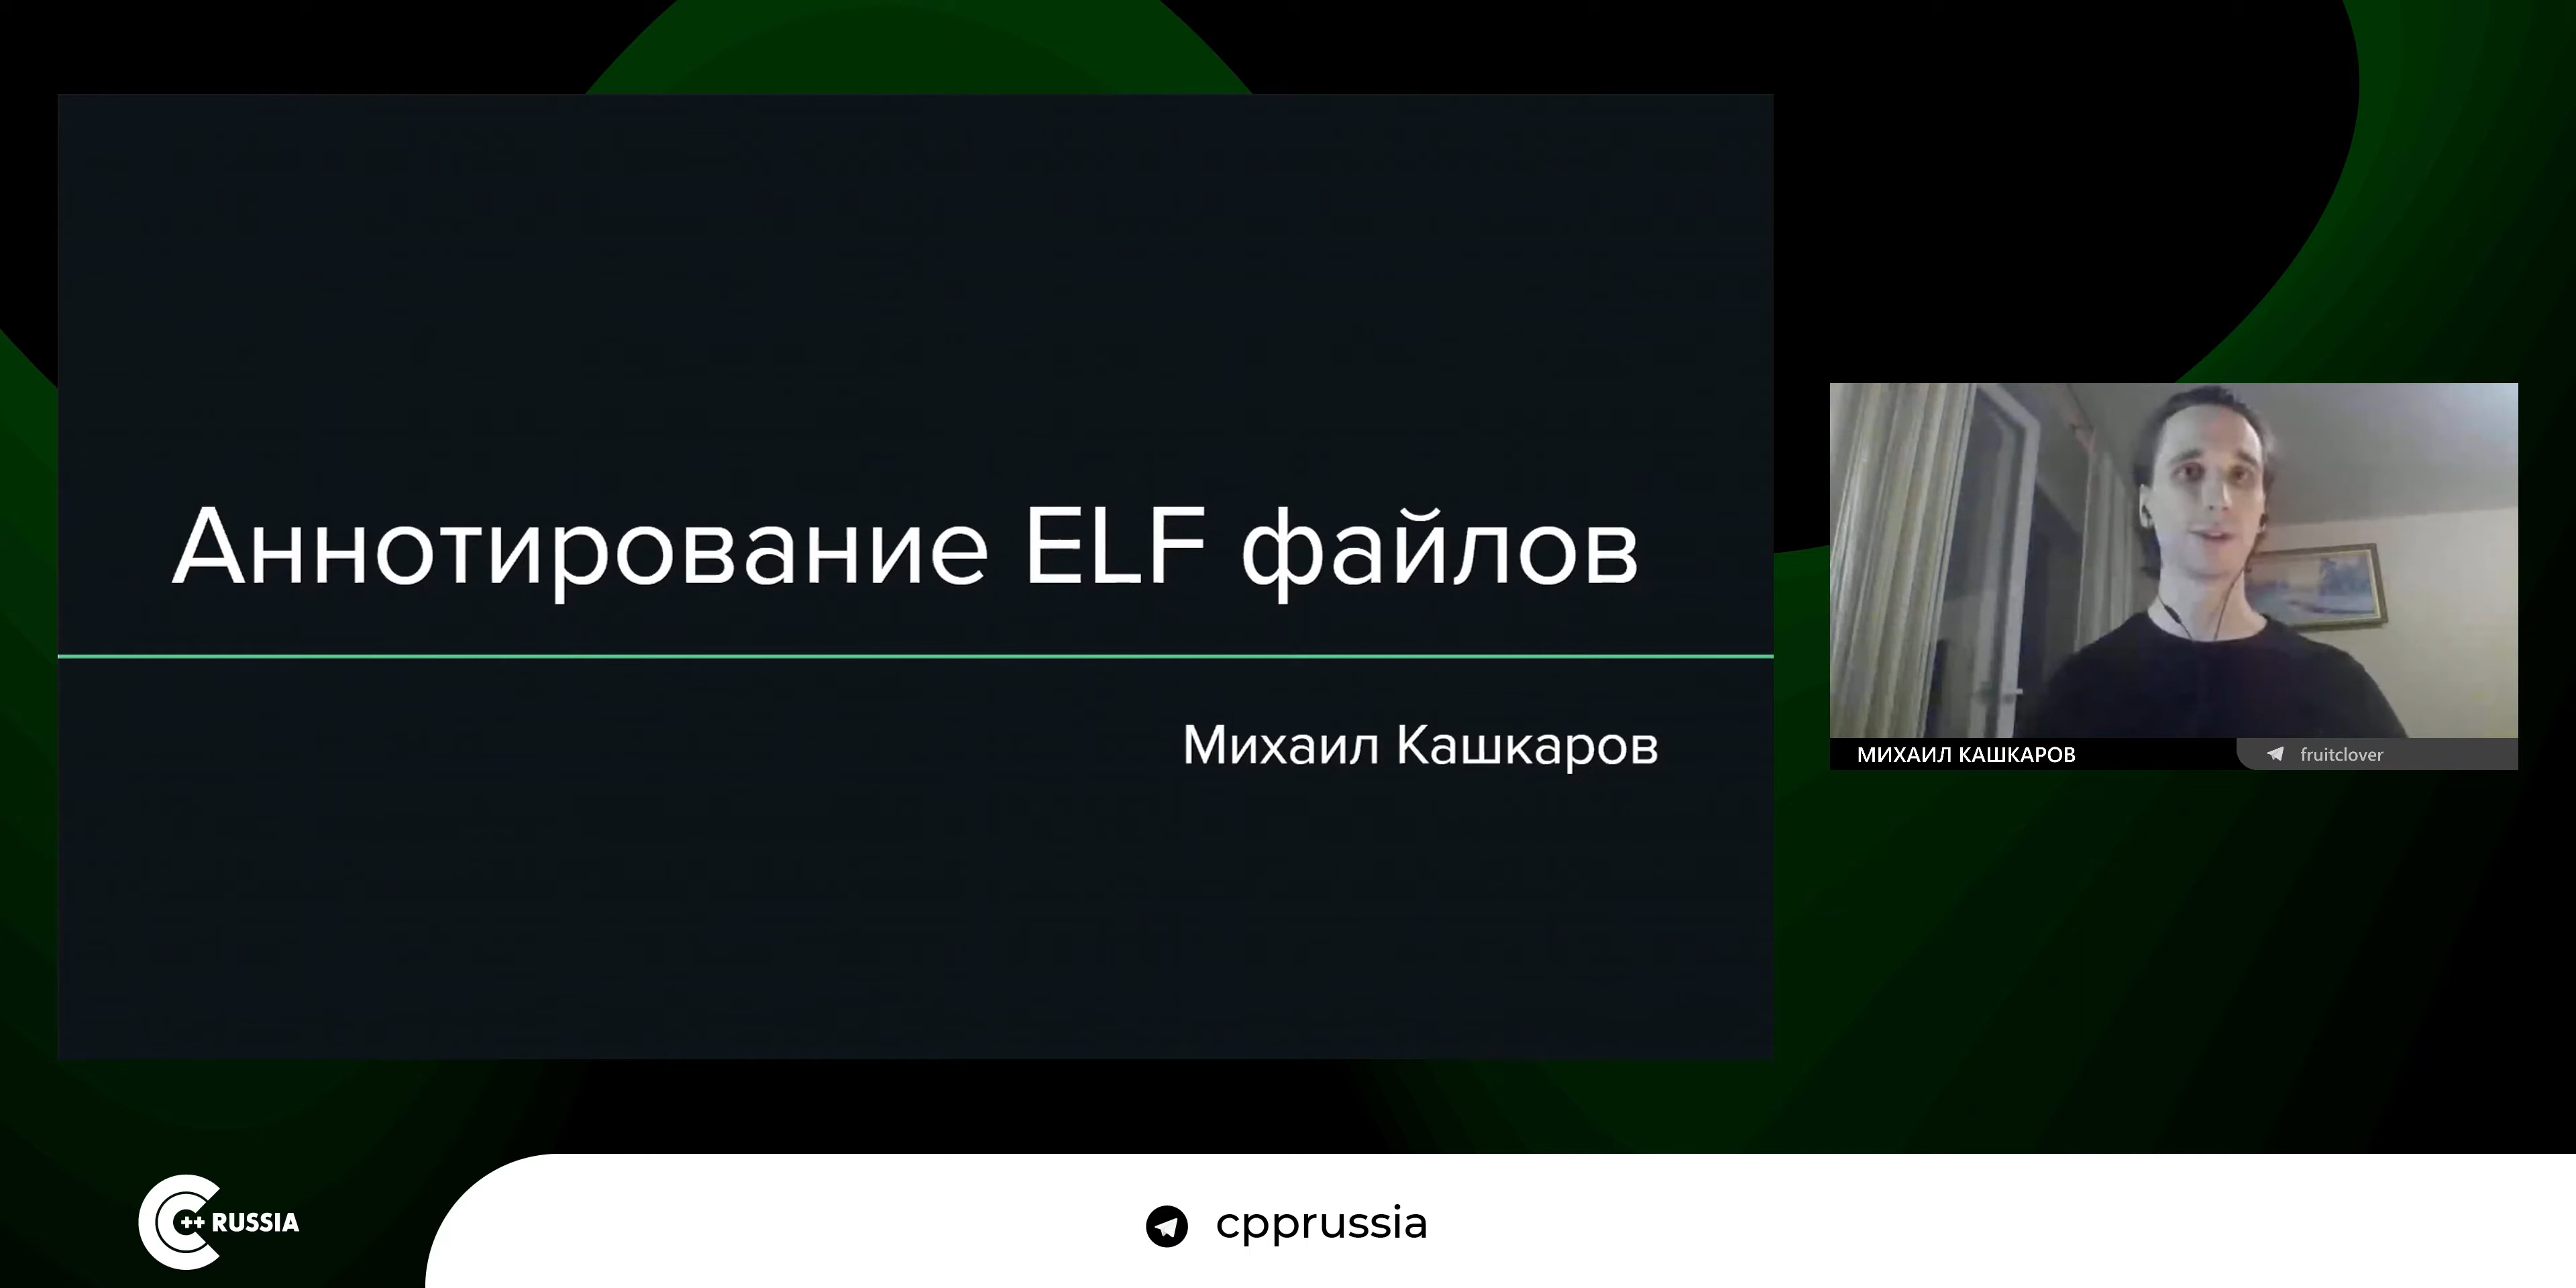 Аннотирование ELF файлов
Михаил Кашкаров
МИХАИЛ КАШКАРОВ
fruitclover
C++ RUSSIA
cpprussia